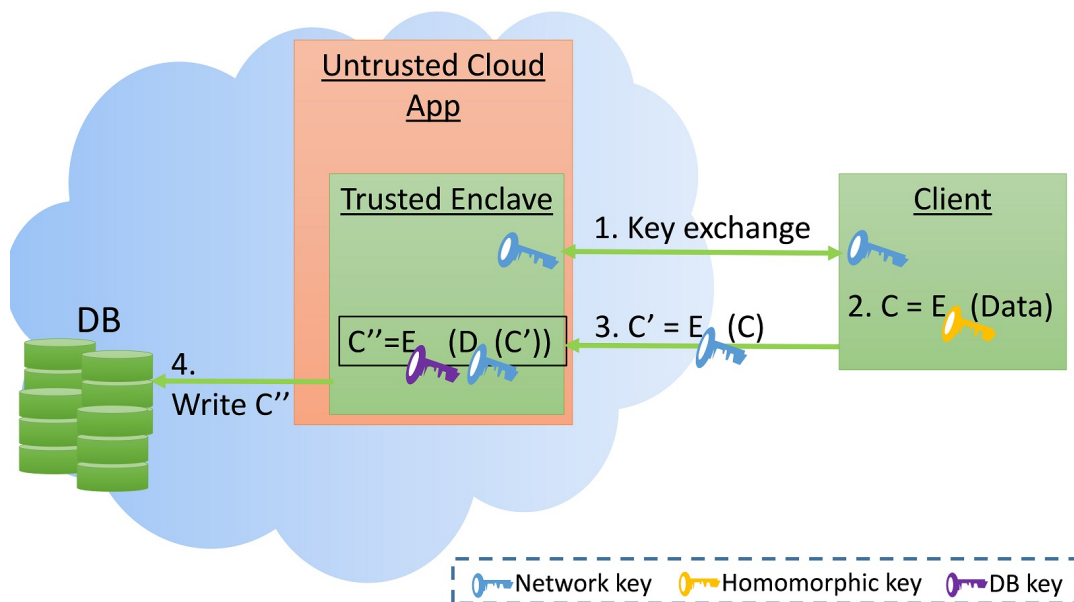 Untrusted Cloud
App
Trusted Enclave
Client
1. Key exchange
2. C = E (Data)
3. C’ = E (C)
C’’=E (D (C’))
DB
4.
Write C’’
Network key
Homomorphic key
DB key